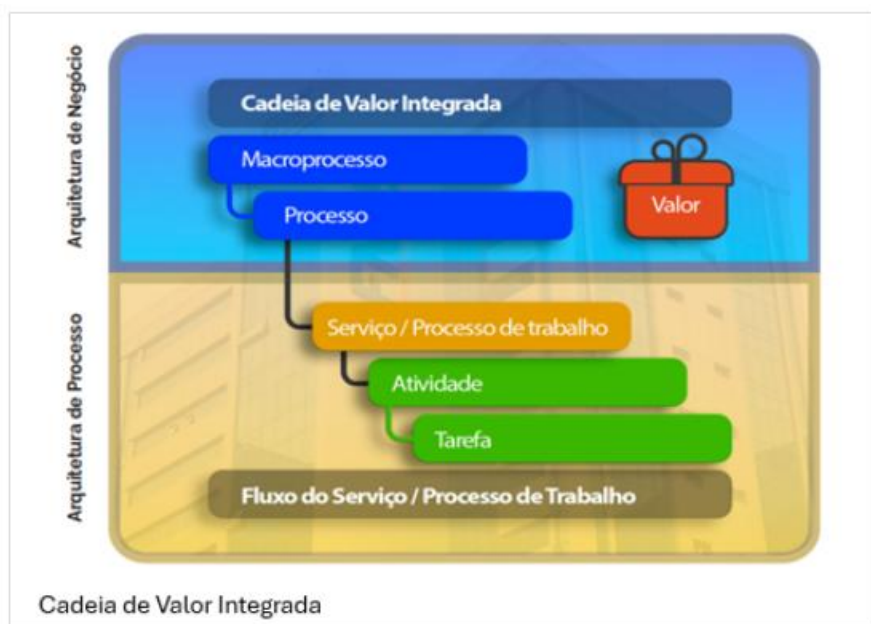 Arquitetura de Negócio
Cadeia de Valor Integrada
Macroprocesso
Processo
Valor
Arquitetura de Processo
Serviço / Processo de trabalho
Atividade
Tarefa
Fluxo do Serviço / Processo de Trabalho
Cadeia de Valor Integrada